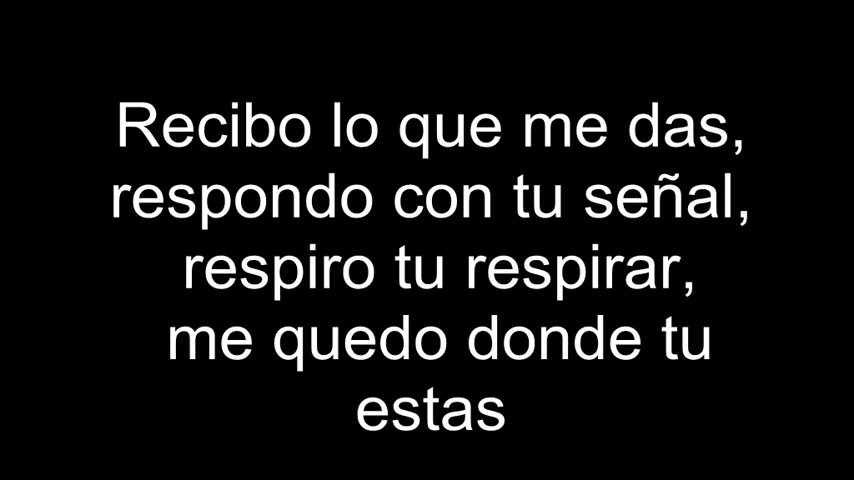 Recibo lo que me das,
respondo con tu señal,
respiro tu respirar,
me quedo donde tu
estas